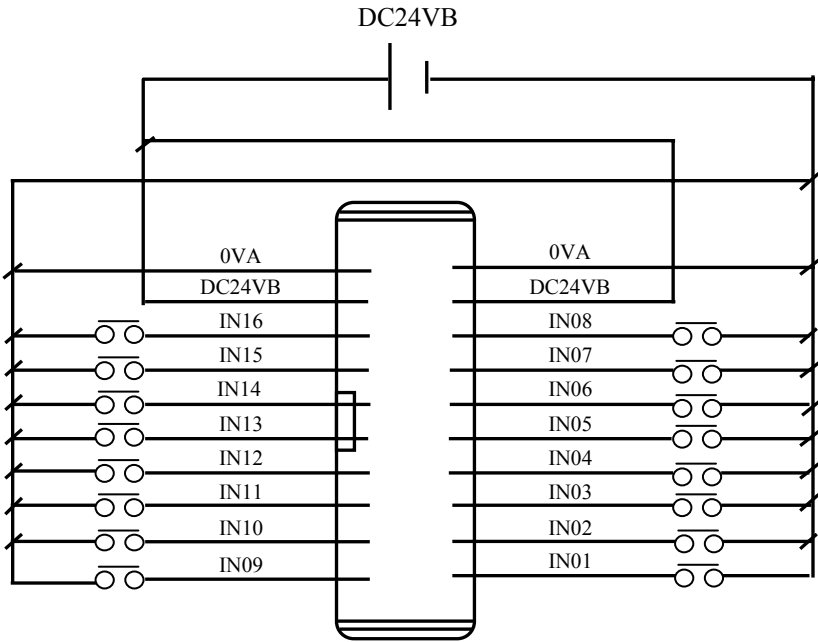 DC24VB
0VA
0VA
DC24VB
DC24VB
IN16
IN08
IN15
IN07
IN14
IN06
IN13
IN05
IN12
IN04
IN11
IN03
IN10
IN02
IN09
IN01